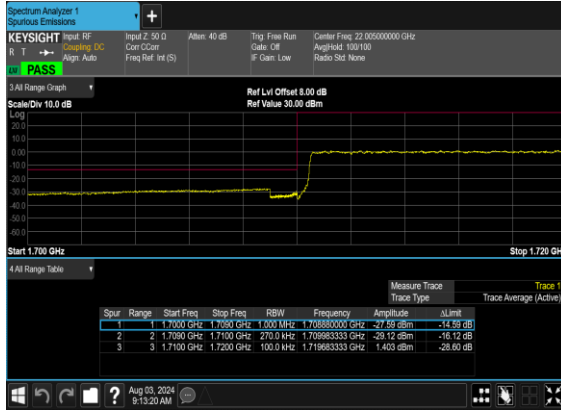 Spectrum Analyzer 1
Spurious Emissions
+
KEYSIGHT Input: RF Input Z: 50 Ω Atten: 40 dB Trig: Free Run Center Freq: 22.005000000 GHz
R T Coupling: DC Corr CCorr Gate: Off Avg|Hold: 100/100
Align: Auto Freq Ref: Int (S) IF Gain: Low Radio Std: None
PASS
3 All Range Graph
Ref Lvl Offset 8.00 dB
Scale/Div 10.0 dB Ref Value 30.00 dBm
Log
20.0
10.0
0.00
-10.0
-20.0
-30.0
-40.0
-50.0
-60.0
Start 1.700 GHz Stop 1.720 GHz
4 All Range Table
Measure Trace Trace 1
Trace Type Trace Average (Active)
Spur Range Start Freq Stop Freq RBW Frequency Amplitude ΔLimit
1 1 1.7000 GHz 1.7090 GHz 1.000 MHz 1.708880000 GHz -27.59 dBm -14.59 dB
2 2 1.7090 GHz 1.7100 GHz 270.0 kHz 1.709983333 GHz -29.12 dBm -16.12 dB
3 3 1.7100 GHz 1.7200 GHz 100.0 kHz 1.719683333 GHz 1.403 dBm -28.60 dB
? Aug 03, 2024
9:13:20 AM